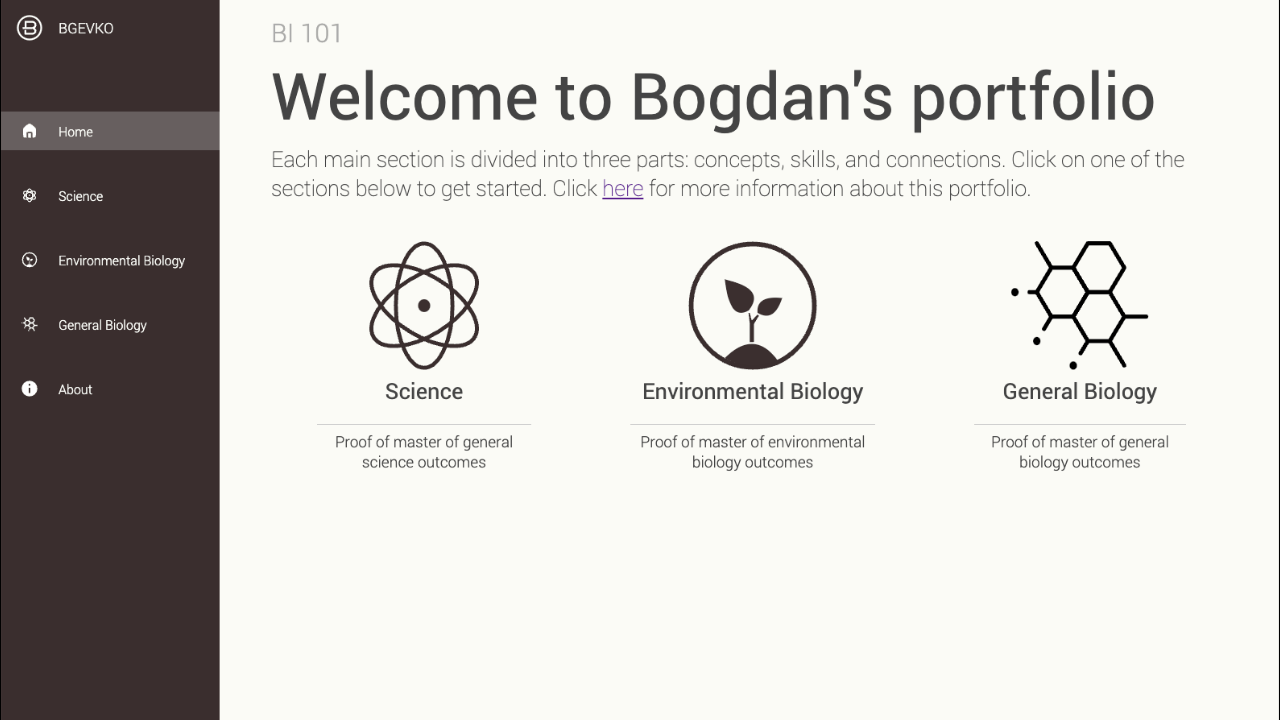 BGEVKO
Home
Science
Environmental Biology
General Biology
About
BI 101
Welcome to Bogdan's portfolio
Each main section is divided into three parts: concepts, skills, and connections. Click on one of the
sections below to get started. Click here for more information about this portfolio.
Science
Proof of master of general
science outcomes
Environmental Biology
Proof of master of environmental
biology outcomes
General Biology
Proof of master of general
biology outcomes